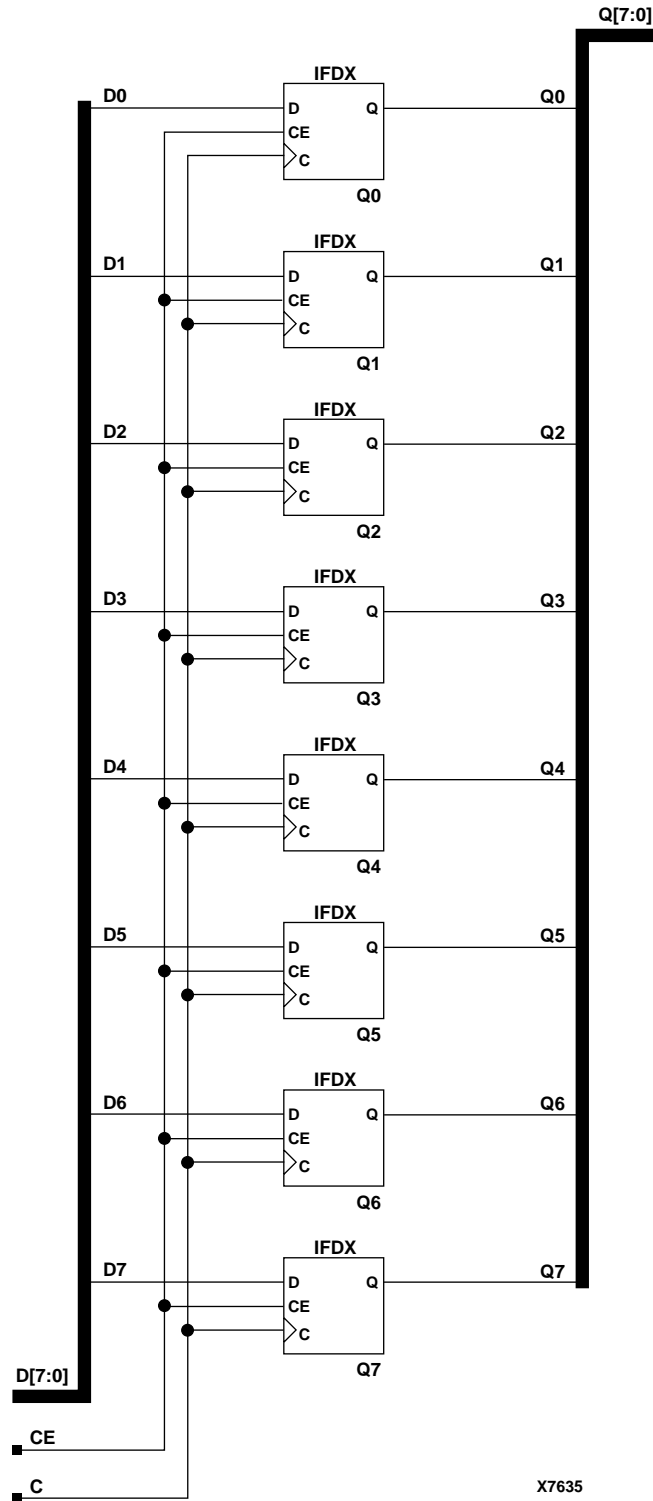 Q[7:0]
IFDX
D0 D Q Q0
CE
C
Q0
IFDX
D1 D Q Q1
CE
C
Q1
IFDX
D2 D Q Q2
CE
C
Q2
IFDX
D3 D Q Q3
CE
C
Q3
IFDX
D4 D Q Q4
CE
C
Q4
IFDX
D5 D Q Q5
CE
C
Q5
IFDX
D6 D Q Q6
CE
C
Q6
IFDX
D7 D Q Q7
CE
C
Q7
D[7:0]
CE
C
X7635